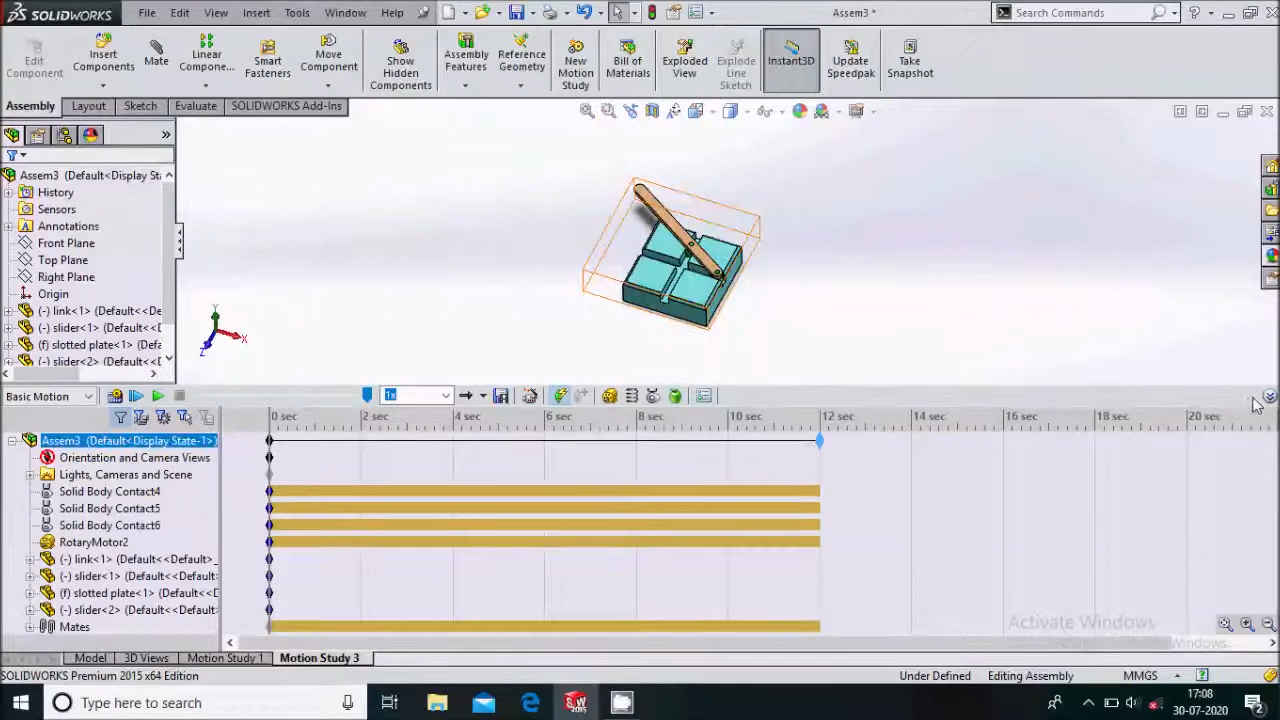 SOLIDWORKS File Edit View Insert Tools Window Help Assem3 * Search Commands
Edit Component
Insert Components
Mate
Linear Compone...
Smart Fasteners
Move Component
Show Hidden Components
Assembly Features
Reference Geometry
New Motion Study
Bill of Materials
Exploded View
Explode Line Sketch
Instant3D
Update Speedpak
Take Snapshot
Assembly Layout Sketch Evaluate SOLIDWORKS Add-Ins
Assem3 (Default<Display Sta
History
Sensors
Annotations
Front Plane
Top Plane
Right Plane
Origin
(-) link<1> (Default<<De
(-) slider<1> (Default<<
(f) slotted plate<1> <<Def
(-) slider<2> (Default<<D
Y
X
Z
Basic Motion 1x
0 sec 2 sec 4 sec 6 sec 8 sec 10 sec 12 sec 14 sec 16 sec 18 sec 20 sec
Assem3 (Default<Display State-1>)
Orientation and Camera Views
Lights, Cameras and Scene
Solid Body Contact4
Solid Body Contact5
Solid Body Contact6
RotaryMotor2
(-) link<1> (Default<<Default>_
(-) slider<1> (Default<<Default:
(f) slotted plate<1> (Default<<D
(-) slider<2> (Default<<Default:
Mates
Activate Windows
Windows.
Model 3D Views Motion Study 1 Motion Study 3
SOLIDWORKS Premium 2015 x64 Edition Under Defined Editing Assembly MMGS
Type here to search
17:08
30-07-2020
2